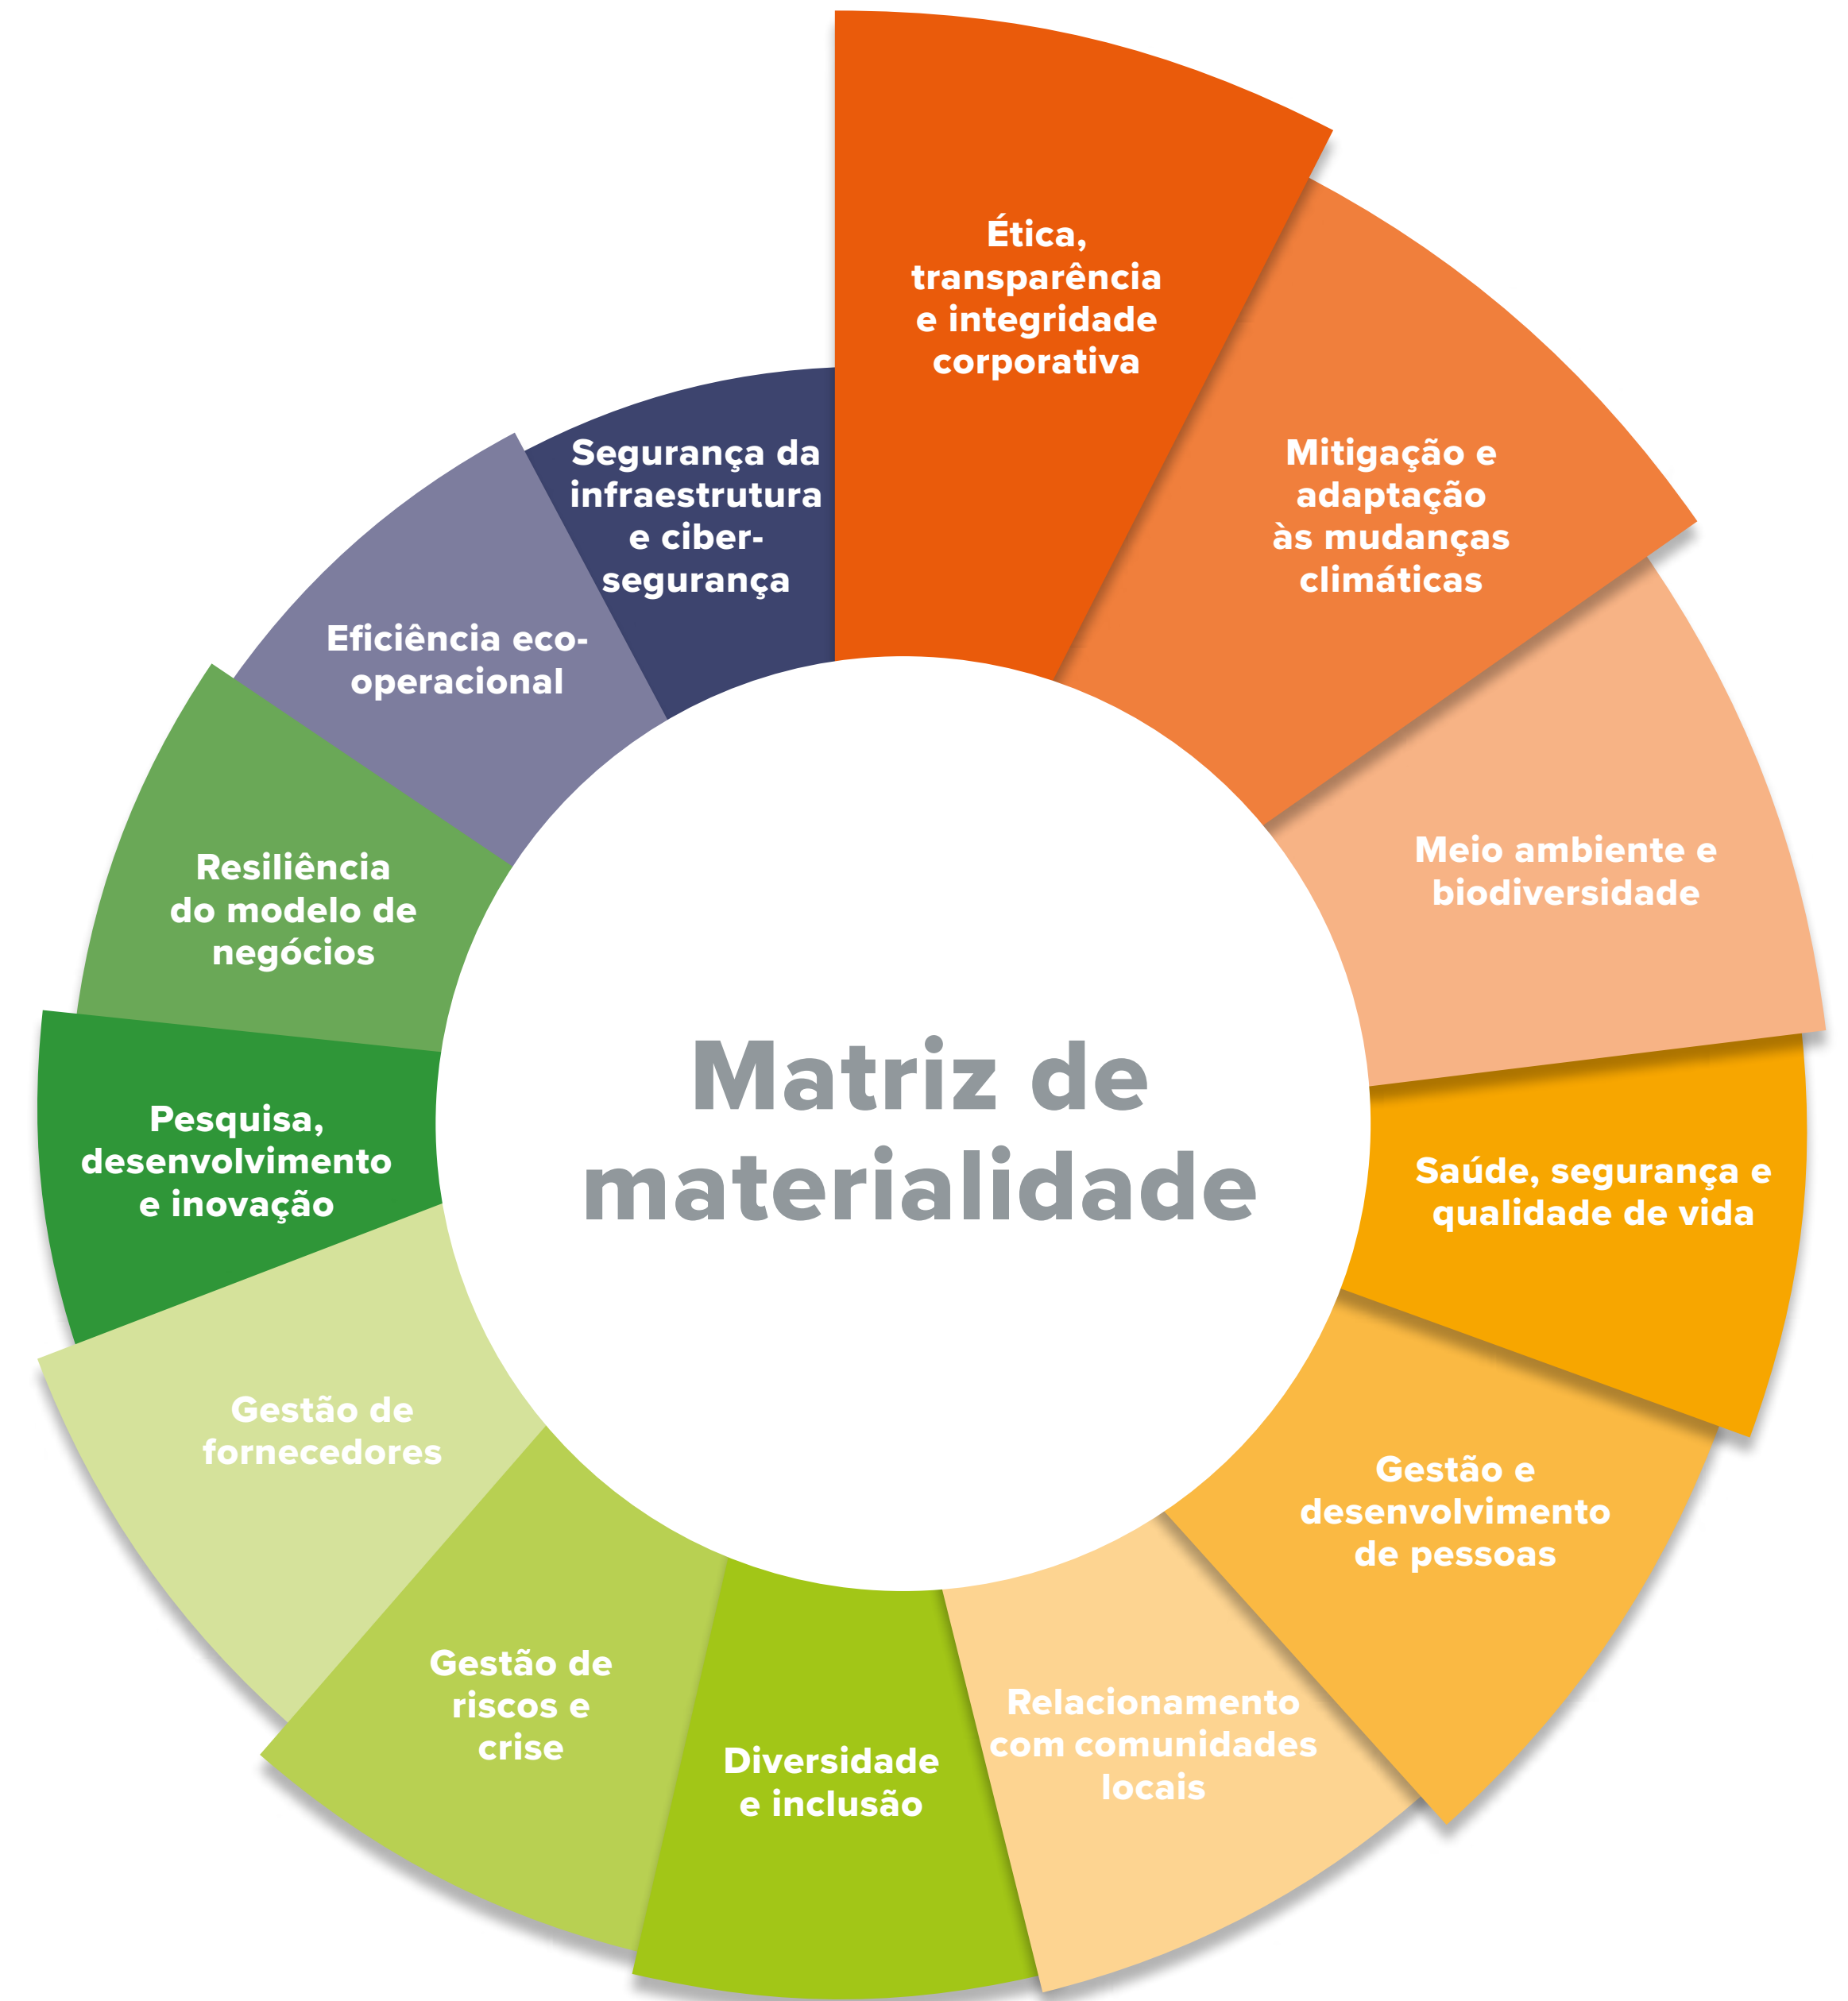 Ética,
transparência
e integridade
corporativa
Mitigação e
adaptação
às mudanças
climáticas
Meio ambiente e
biodiversidade
Saúde, segurança e
qualidade de vida
Gestão e
desenvolvimento
de pessoas
Relacionamento
com comunidades
locais
Diversidade
e inclusão
Gestão de
riscos e
crise
Gestão de
fornecedores
Pesquisa,
desenvolvimento
e inovação
Resiliência
do modelo de
negócios
Eficiência eco-
operacional
Segurança da
infraestrutura
e ciber-
segurança
Matriz de
materialidade